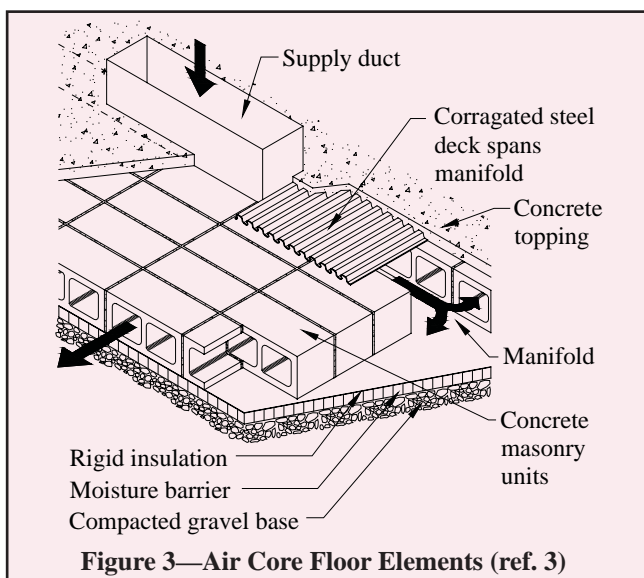 Supply duct
Corragated steel
deck spans
manifold
Concrete
topping
Manifold
Concrete
masonry
units
Rigid insulation
Moisture barrier
Compacted gravel base
Figure 3—Air Core Floor Elements (ref. 3)